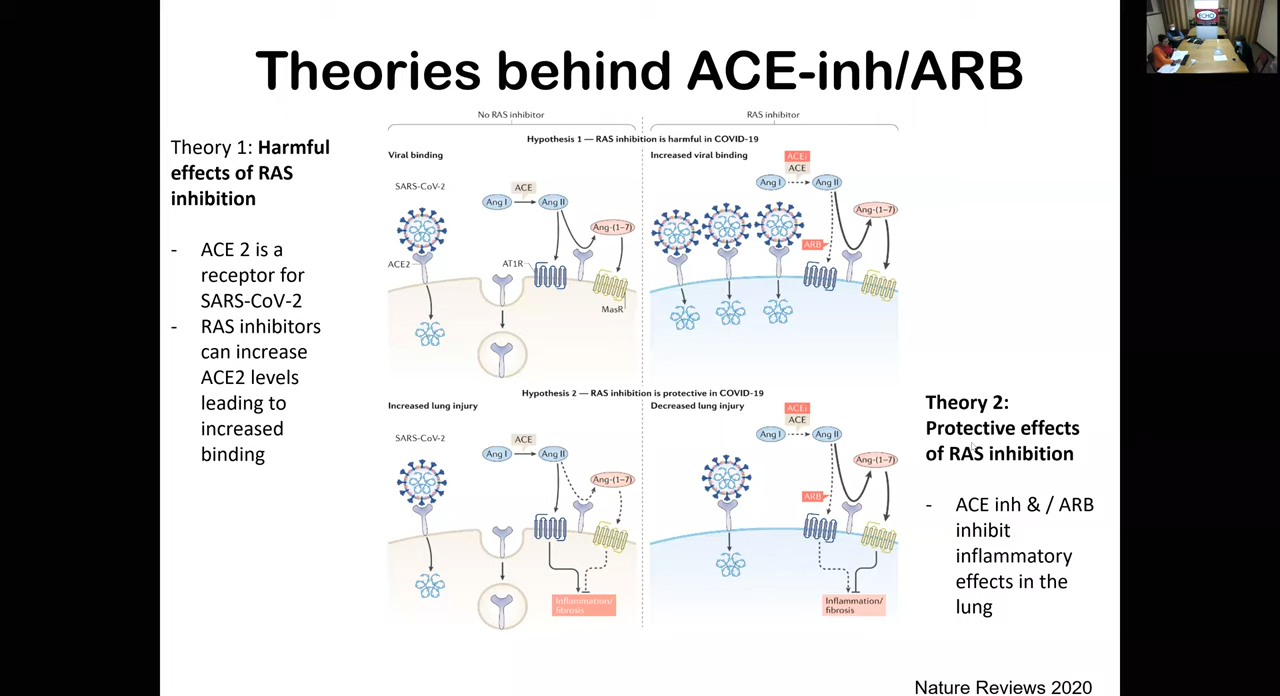 Theories behind ACE-inh/ARB
Theory 1: Harmful
effects of RAS
inhibition
- ACE 2 is a
receptor for
SARS-CoV-2
- RAS inhibitors
can increase
ACE2 levels
leading to
increased
binding
No RAS inhibitor
RAS inhibitor
Hypothesis 1 — RAS inhibition is harmful in COVID-19
Viral binding
SARS-CoV-2
ACE
Ang I
Ang II
Ang-(1–7)
ACE2
AT1R
MasR
Increased viral binding
ACEi
ACE
Ang I
Ang II
Ang-(1–7)
ARB
Hypothesis 2 — RAS inhibition is protective in COVID-19
Increased lung injury
SARS-CoV-2
ACE
Ang I
Ang II
Ang-(1–7)
Inflammation/
fibrosis
Decreased lung injury
ACEi
ACE
Ang I
Ang II
Ang-(1–7)
ARB
Inflammation/
fibrosis
Theory 2:
Protective effects
of RAS inhibition
- ACE inh & / ARB
inhibit
inflammatory
effects in the
lung
Nature Reviews 2020